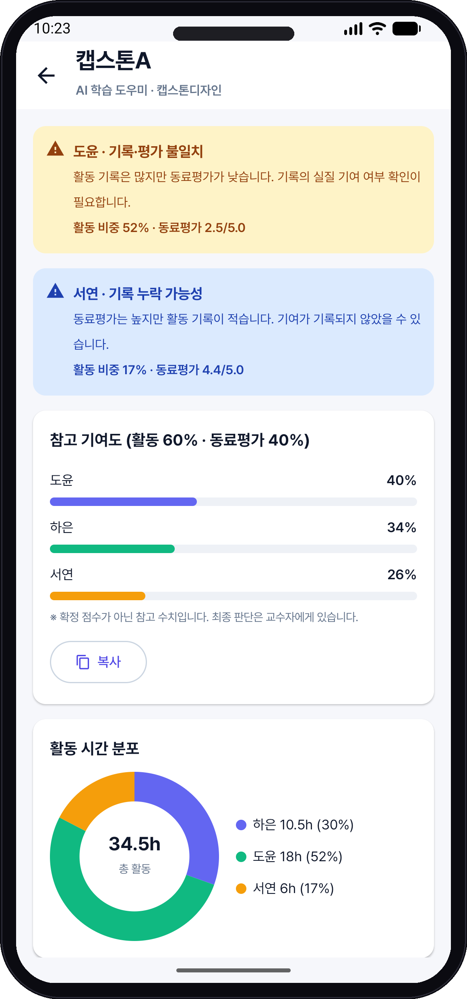 10:23
캡스톤A
AI 학습 도우미 · 캡스톤디자인
도윤 · 기록·평가 불일치
활동 기록은 많지만 동료평가가 낮습니다. 기록의 실질 기여 여부 확인이
필요합니다.
활동 비중 52% · 동료평가 2.5/5.0
서연 · 기록 누락 가능성
동료평가는 높지만 활동 기록이 적습니다. 기여가 기록되지 않았을 수 있
습니다.
활동 비중 17% · 동료평가 4.4/5.0
참고 기여도 (활동 60% · 동료평가 40%)
도윤 40%
하은 34%
서연 26%
※ 확정 점수가 아닌 참고 수치입니다. 최종 판단은 교수자에게 있습니다.
복사
활동 시간 분포
34.5h
총 활동
하은 10.5h (30%)
도윤 18h (52%)
서연 6h (17%)